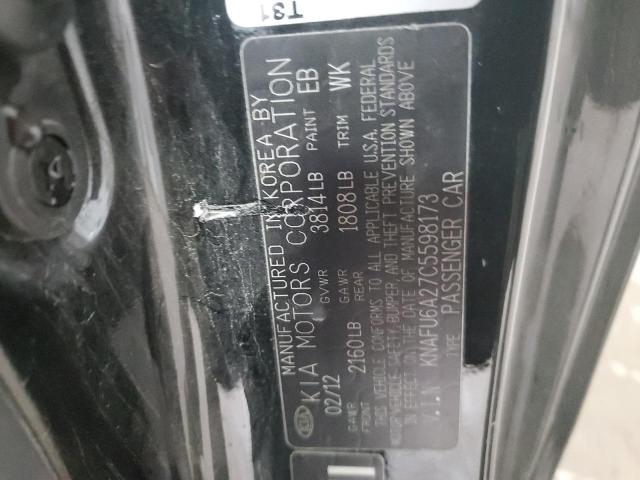 T31
MANUFACTURED IN KOREA BY
KIA KIA MOTORS CORPORATION
02/12 GVWR 3814LB PAINT EB
GAWR FRONT 2160LB GAWR REAR 1808LB TRIM WK
THIS VEHICLE CONFORMS TO ALL APPLICABLE U.S.A. FEDERAL
MOTOR VEHICLE SAFETY, BUMPER AND THEFT PREVENTION STANDARDS
IN EFFECT ON THE DATE OF MANUFACTURE SHOWN ABOVE
V.I.N KNAFU6A27C5598173
TYPE PASSENGER CAR